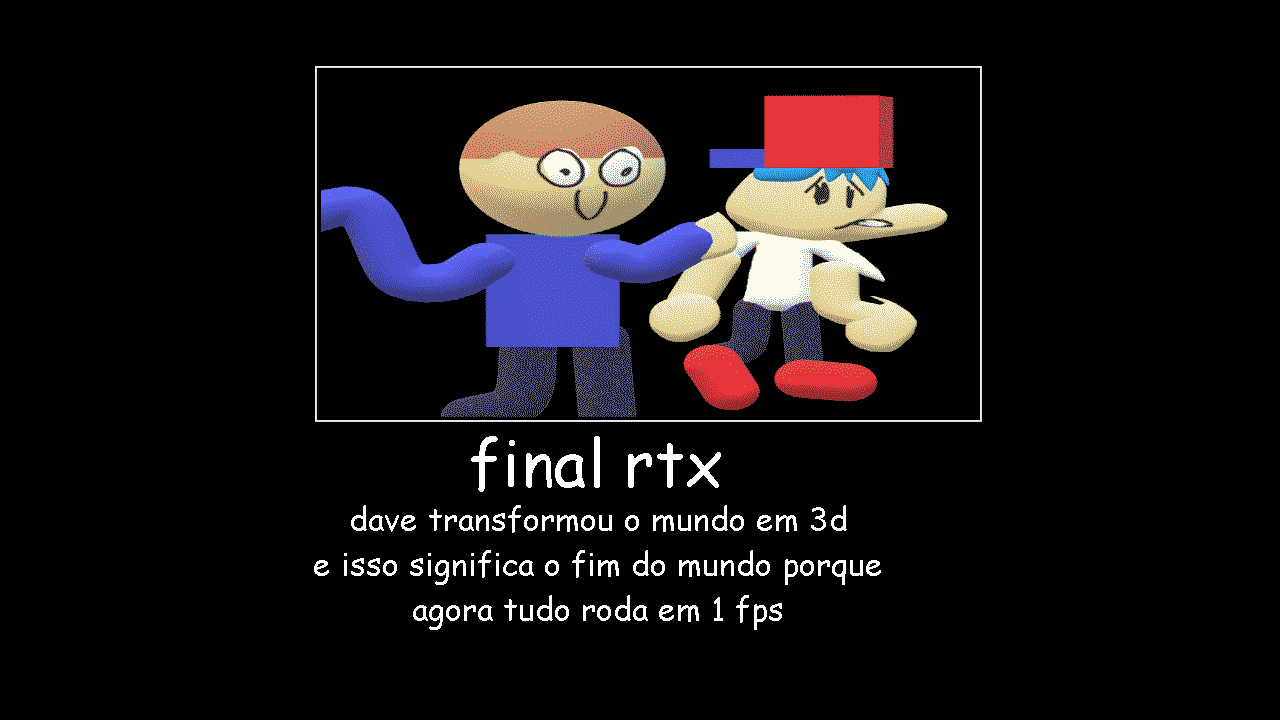 final rtx
dave transformou o mundo em 3d
e isso significa o fim do mundo porque
agora tudo roda em 1 fps